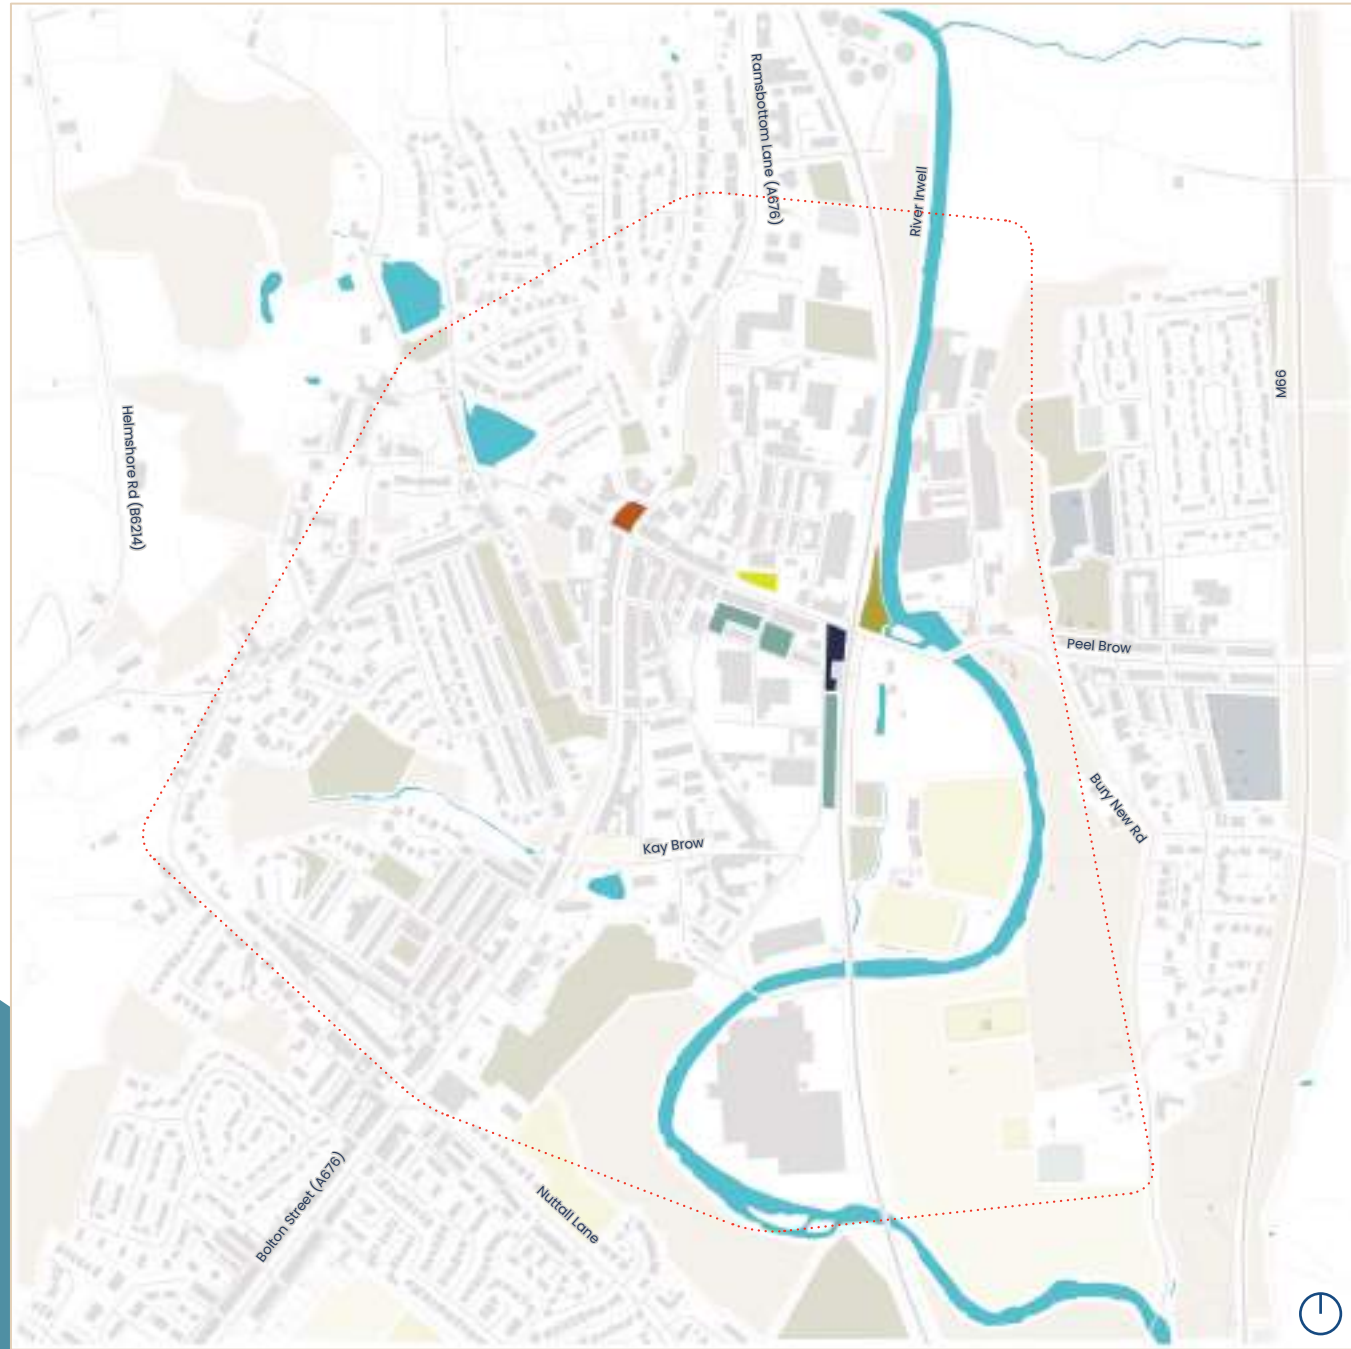 Ramsbottom Lane (A676)
River Irwell
M66
Helmshore Rd (B6214)
Peel Brow
Bury New Rd
Kay Brow
Bolton Street (A676)
Nuttall Lane